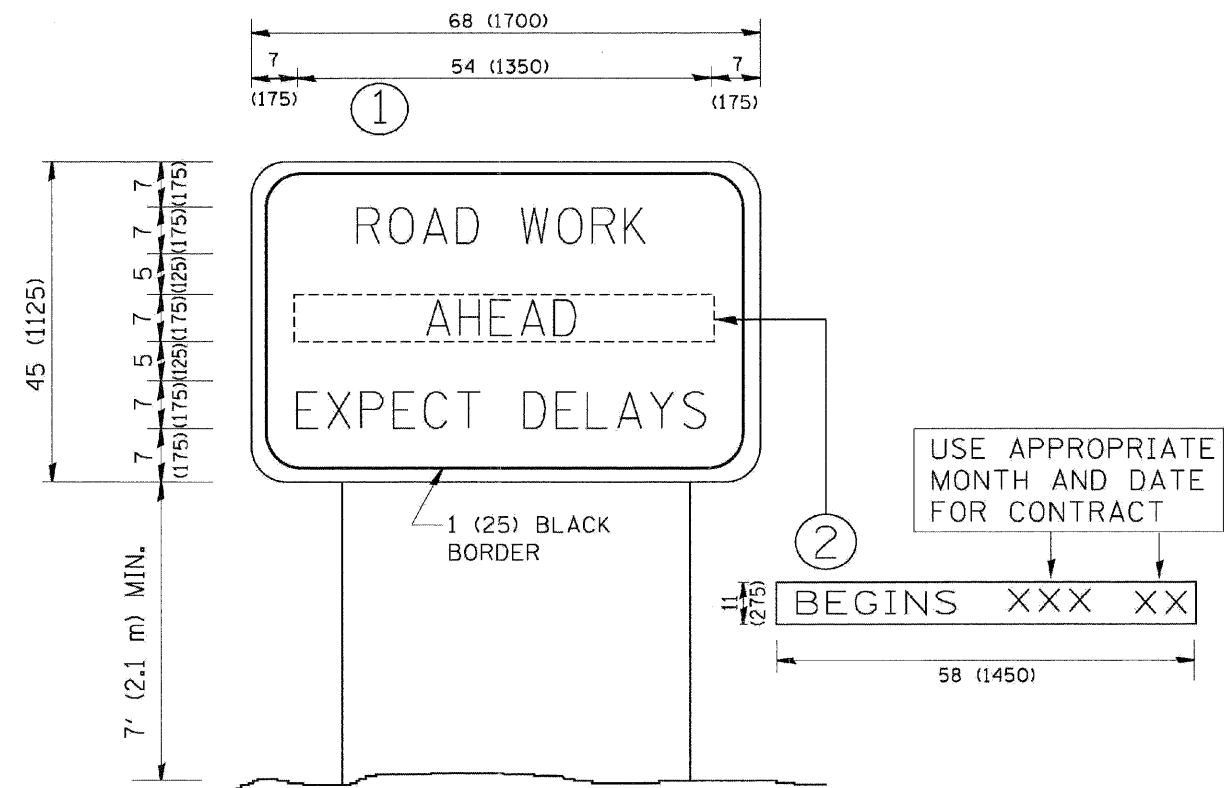 68 (1700)
7 54 (1350) 7
(175) (175)
1
45 (1125)
7 (175)
7 (175)
5 (125)
7 (175)
5 (125)
7 (175)
7 (175)
ROAD WORK
AHEAD
EXPECT DELAYS
1 (25) BLACK
BORDER
7' (2.1 m) MIN.
2
USE APPROPRIATE
MONTH AND DATE
FOR CONTRACT
11
(275)
BEGINS XXX XX
58 (1450)